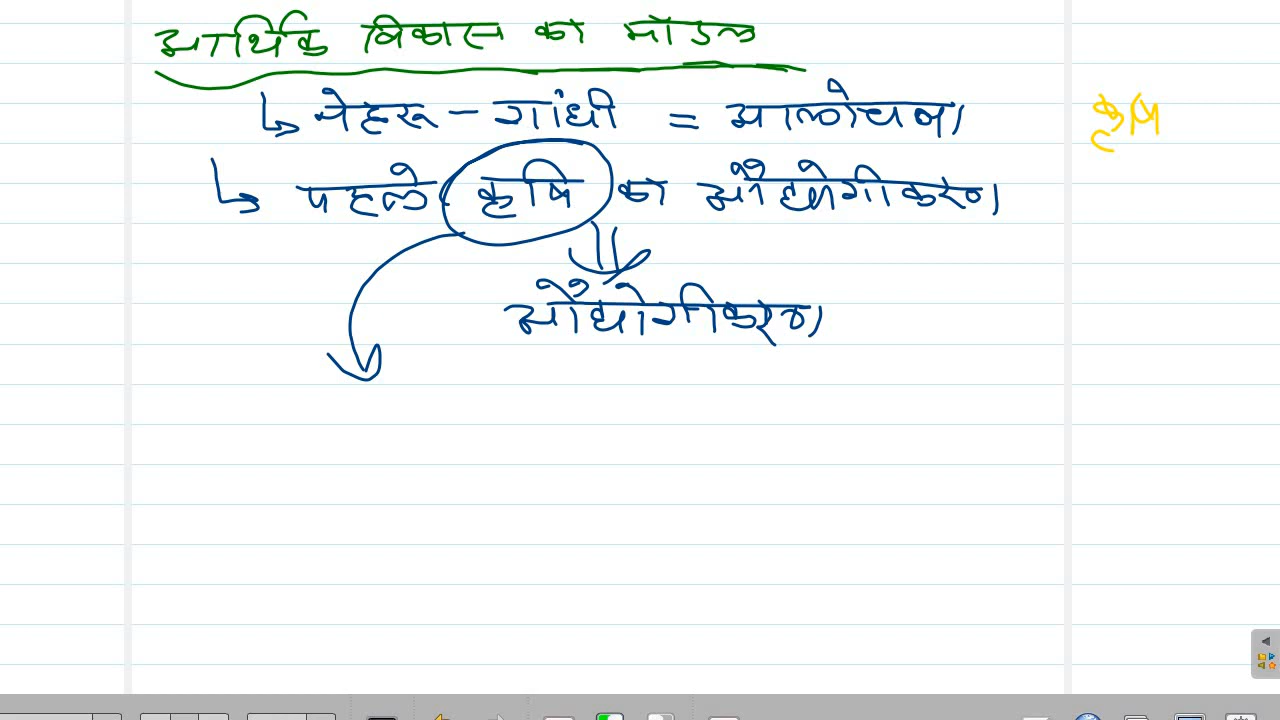 आर्थिक विकास का मॉडल
नेहरू - गांधी = आलोचना
पहले कृषि का औद्योगीकरण
औद्योगीकरण
कृषि